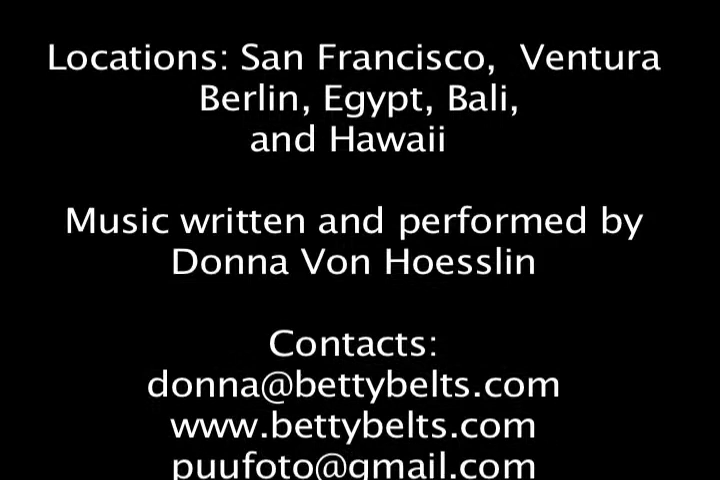 Locations: San Francisco,  Ventura
Berlin, Egypt, Bali,
and Hawaii
Music written and performed by
Donna Von Hoesslin
Contacts:
donna@bettybelts.com
www.bettybelts.com
puufoto@gmail.com